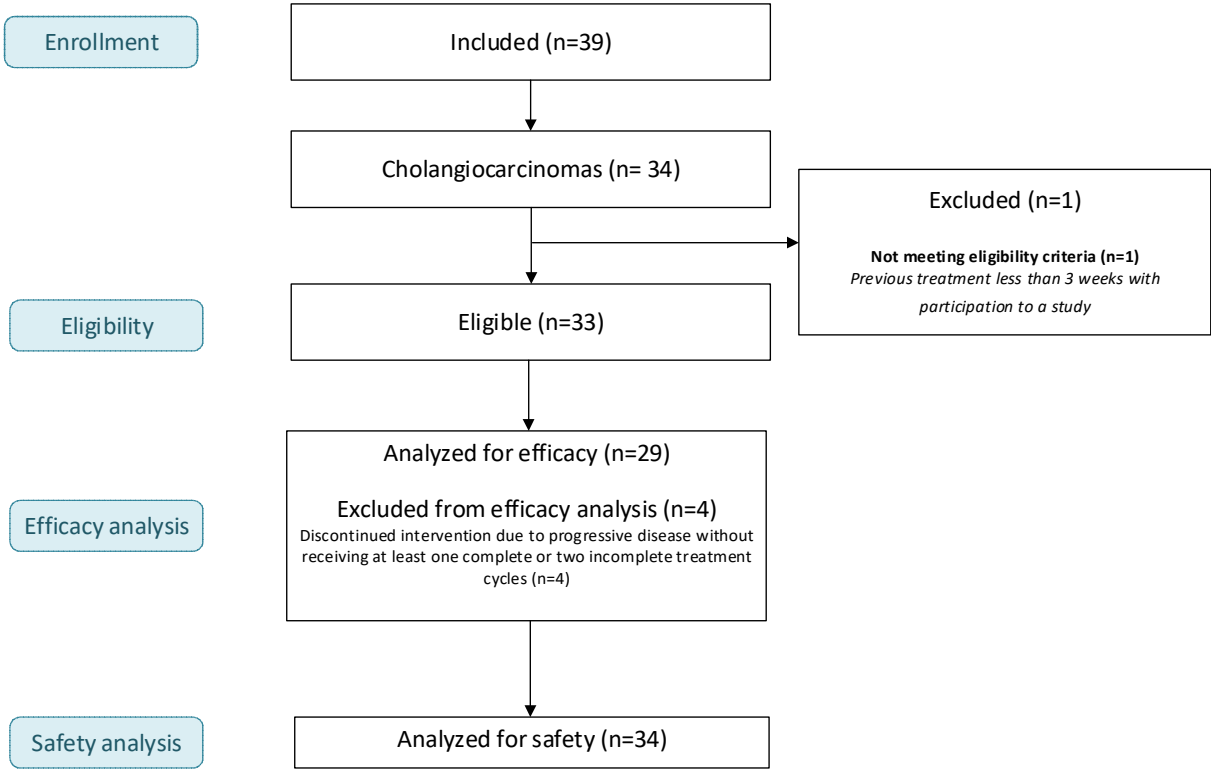 Enrollment
Included (n=39)
Cholangiocarcinomas (n= 34)
Excluded (n=1)
Not meeting eligibility criteria (n=1)
Previous treatment less than 3 weeks with
participation to a study
Eligibility
Eligible (n=33)
Efficacy analysis
Analyzed for efficacy (n=29)
Excluded from efficacy analysis (n=4)
Discontinued intervention due to progressive disease without
receiving at least one complete or two incomplete treatment
cycles (n=4)
Safety analysis
Analyzed for safety (n=34)